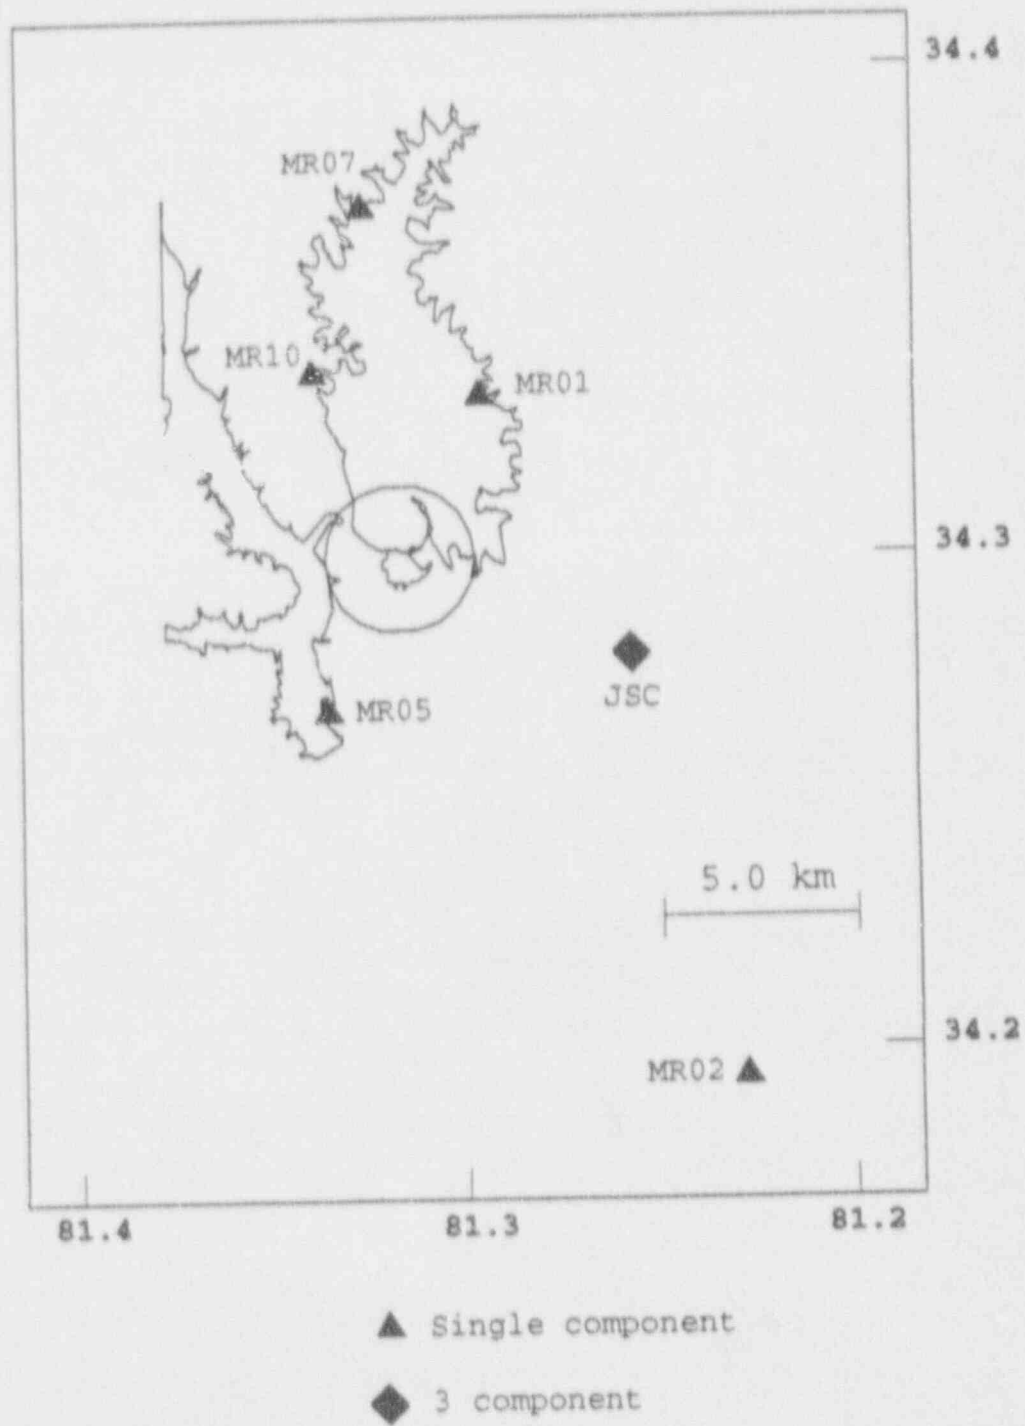 34.4
MR07
MR10
MR01
34.3
JSC
MR05
5.0 km
34.2
MR02
81.4
81.3
81.2
Single component
3 component